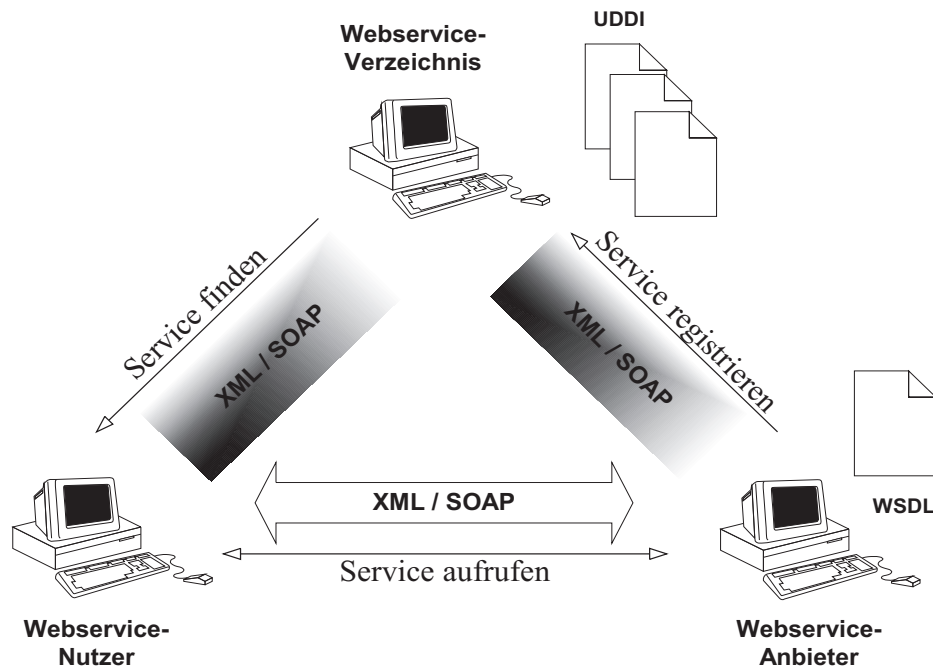 UDDI
Webservice-
Verzeichnis
Service finden
XML / SOAP
XML / SOAP
Service registrieren
WSDL
XML / SOAP
Service aufrufen
Webservice-
Nutzer
Webservice-
Anbieter